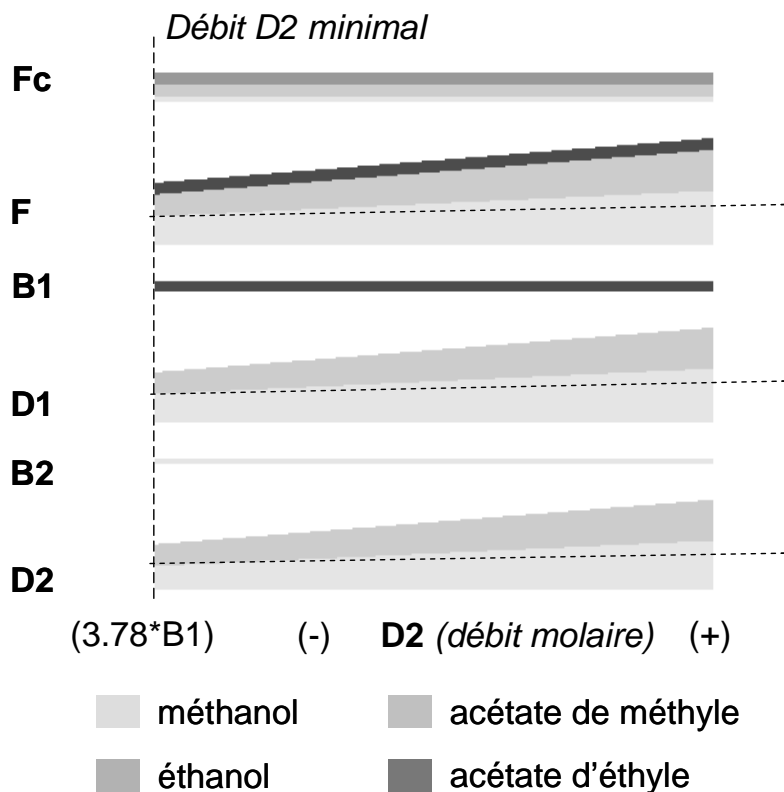 Débit D2 minimal
Fc
F
B1
D1
B2
D2
(3.78*B1) (-) D2 (débit molaire) (+)
méthanol acétate de méthyle
éthanol acétate d'éthyle